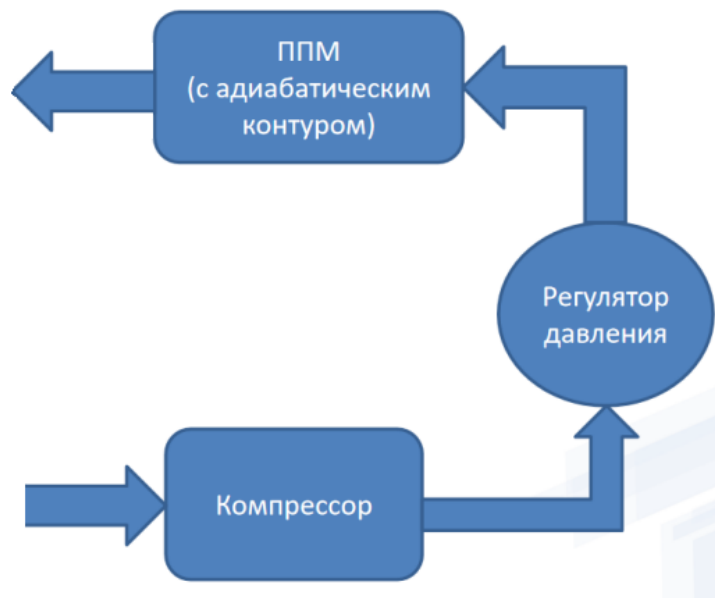 ППМ
(с адиабатическим
контуром)
Регулятор
давления
Компрессор